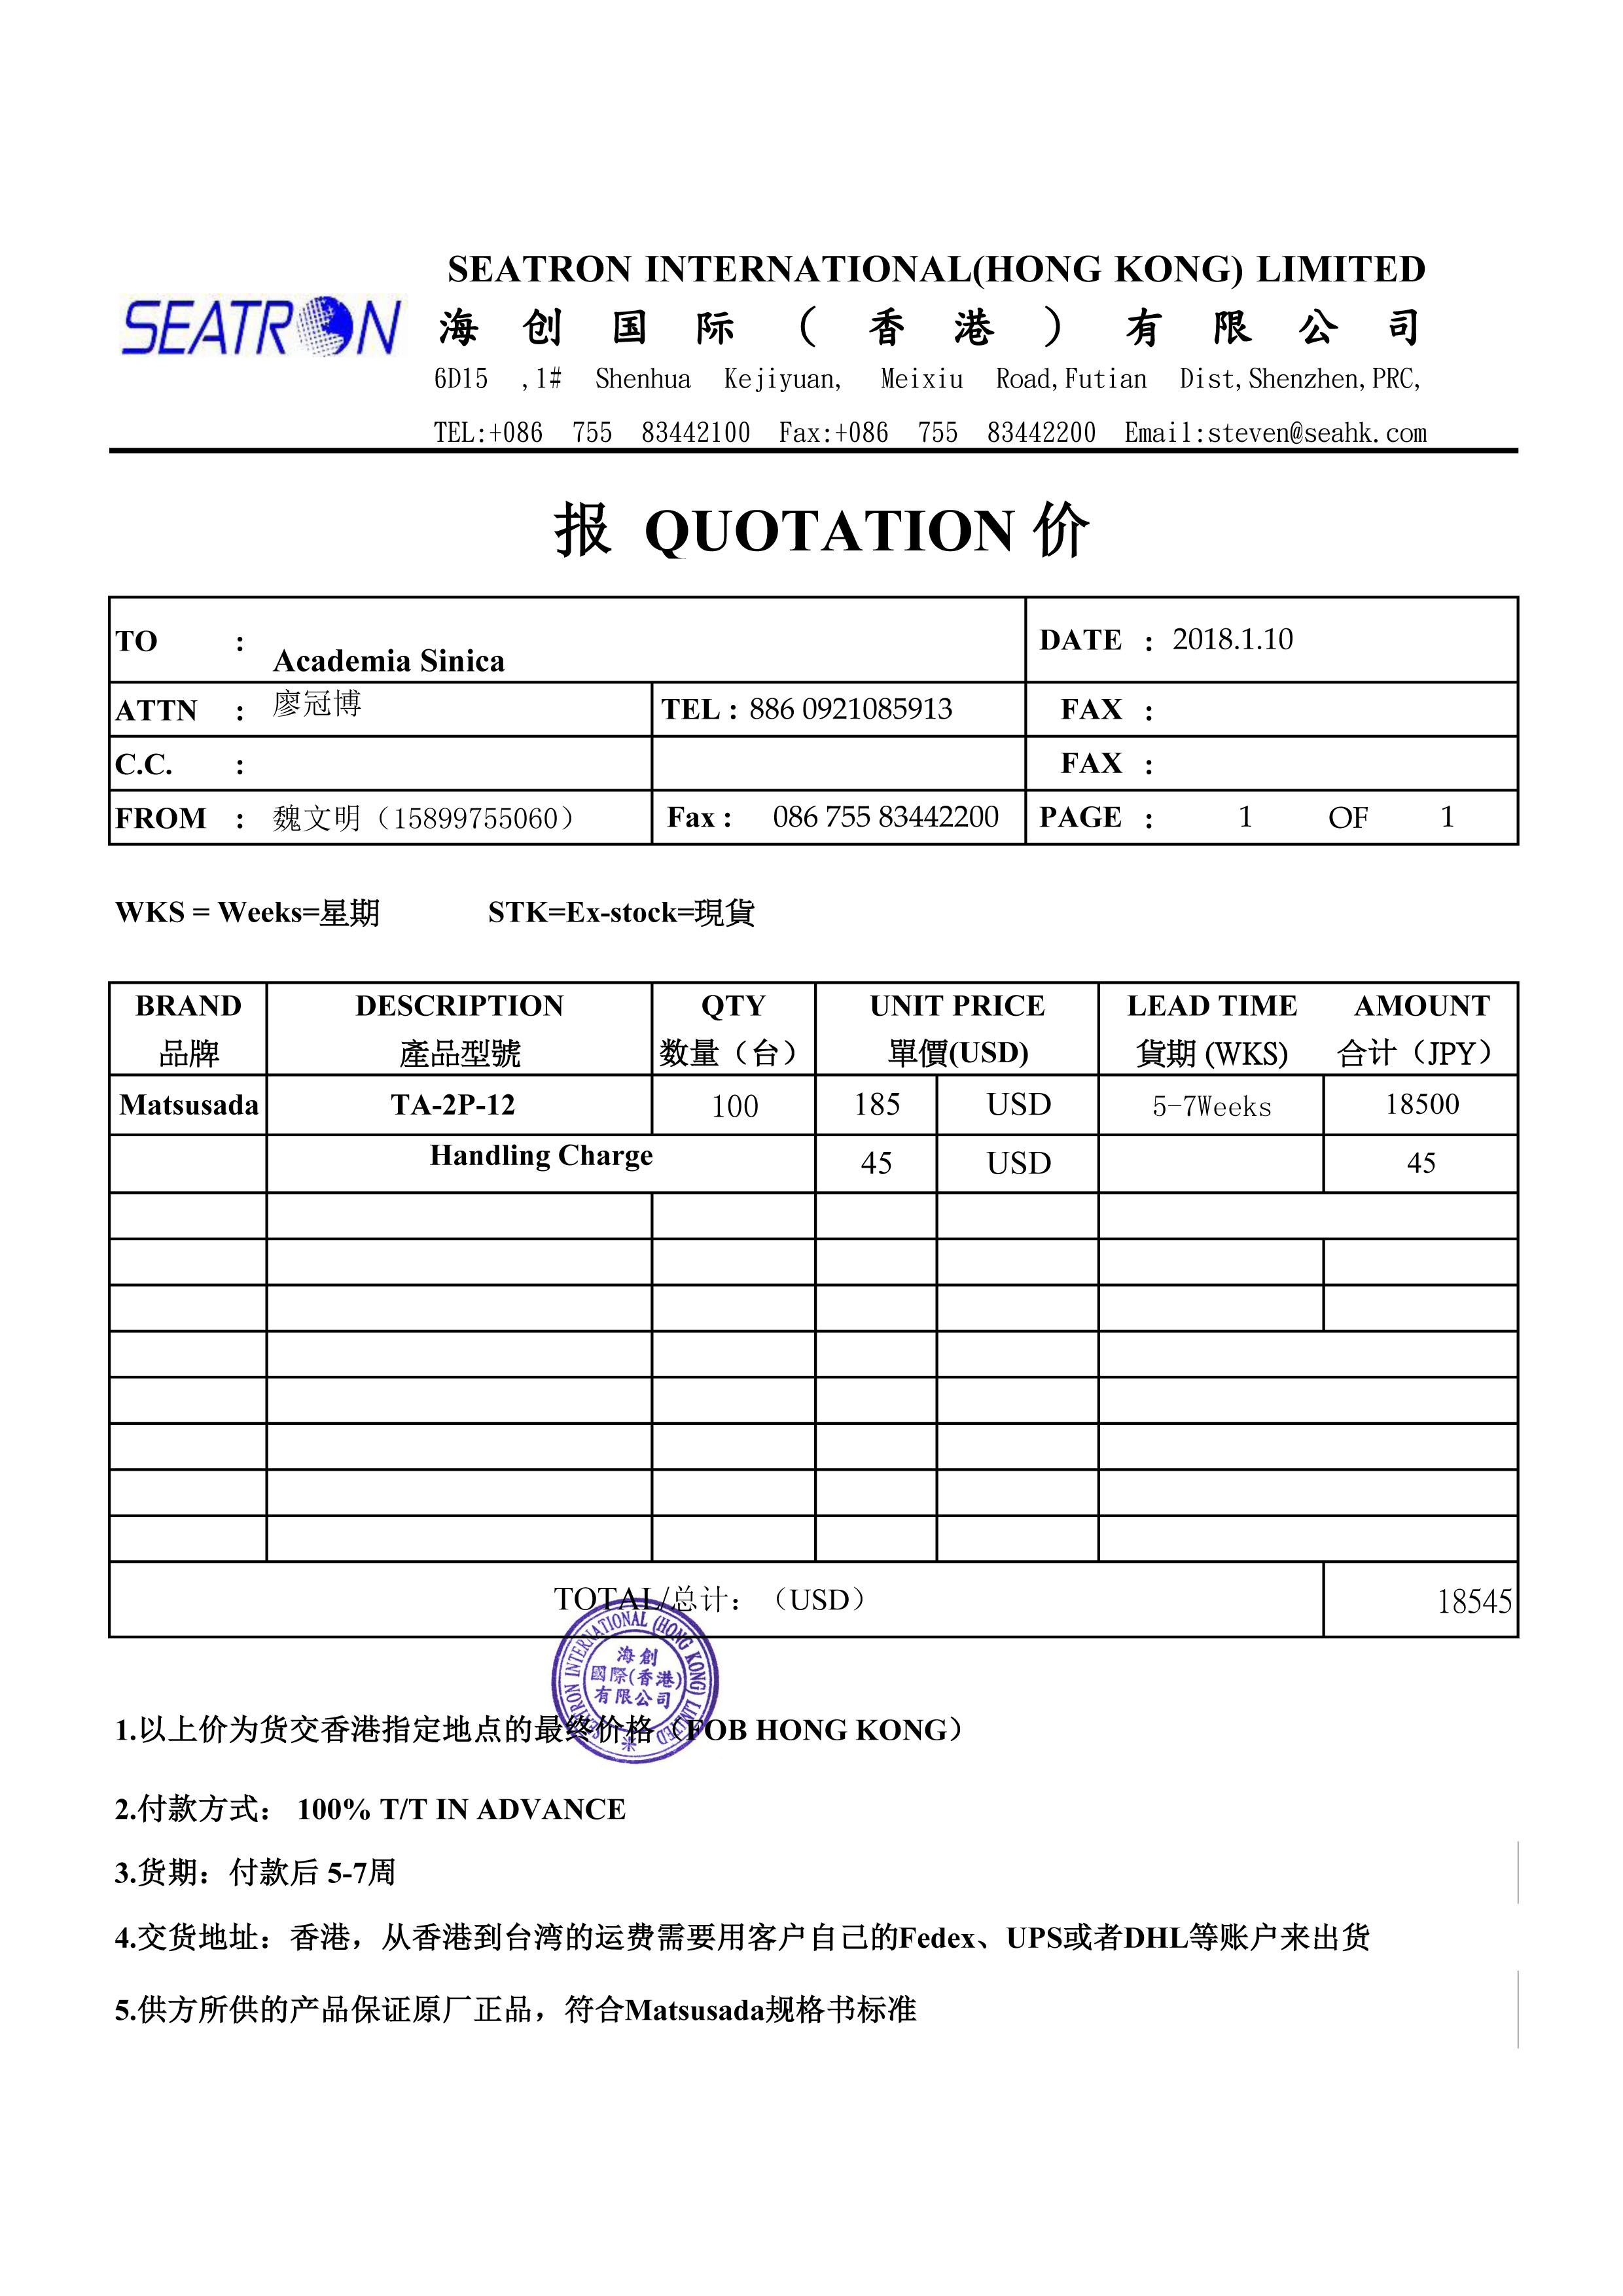 SEATRON
SEATRON INTERNATIONAL(HONG KONG) LIMITED
海创国际（香港）有限公司
6D15 ,1# Shenhua Kejiyuan, Meixiu Road,Futian Dist,Shenzhen,PRC,
TEL:+086 755 83442100 Fax:+086 755 83442200 Email:steven@seahk.com
报 QUOTATION 价
TO : Academia Sinica DATE : 2018.1.10
ATTN : 廖冠博 TEL : 886 0921085913 FAX :
C.C. : FAX :
FROM : 魏文明（15899755060） Fax : 086 755 83442200 PAGE : 1 OF 1
WKS = Weeks=星期 STK=Ex-stock=現貨
BRAND DESCRIPTION QTY UNIT PRICE LEAD TIME AMOUNT
品牌 產品型號 数量（台） 單價(USD) 貨期 (WKS) 合计（JPY）
Matsusada TA-2P-12 100 185 USD 5-7Weeks 18500
Handling Charge 45 USD 45
TOTAL/总计：（USD） 18545
SEATRON INTERNATIONAL (HONG KONG) LIMITED
海創
國際(香港)
有限公司
1.以上价为货交香港指定地点的最终价格（FOB HONG KONG）
2.付款方式： 100% T/T IN ADVANCE
3.货期：付款后 5-7周
4.交货地址：香港，从香港到台湾的运费需要用客户自己的Fedex、UPS或者DHL等账户来出货
5.供方所供的产品保证原厂正品，符合Matsusada规格书标准